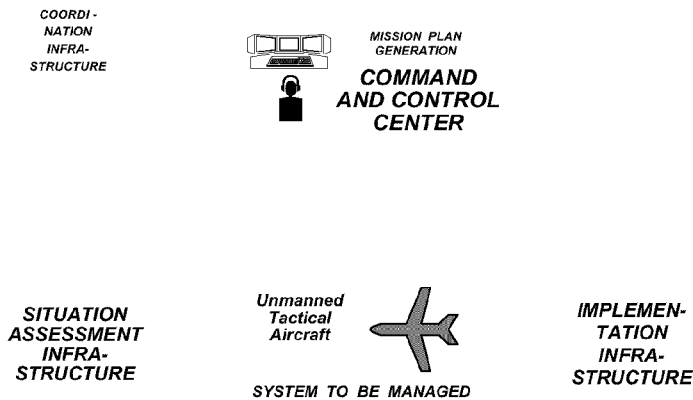 COORDI -
NATION
INFRA-
STRUCTURE
MISSION PLAN
GENERATION
COMMAND
AND CONTROL
CENTER
SITUATION
ASSESSMENT
INFRA-
STRUCTURE
Unmanned
Tactical
Aircraft
SYSTEM TO BE MANAGED
IMPLEMEN-
TATION
INFRA-
STRUCTURE